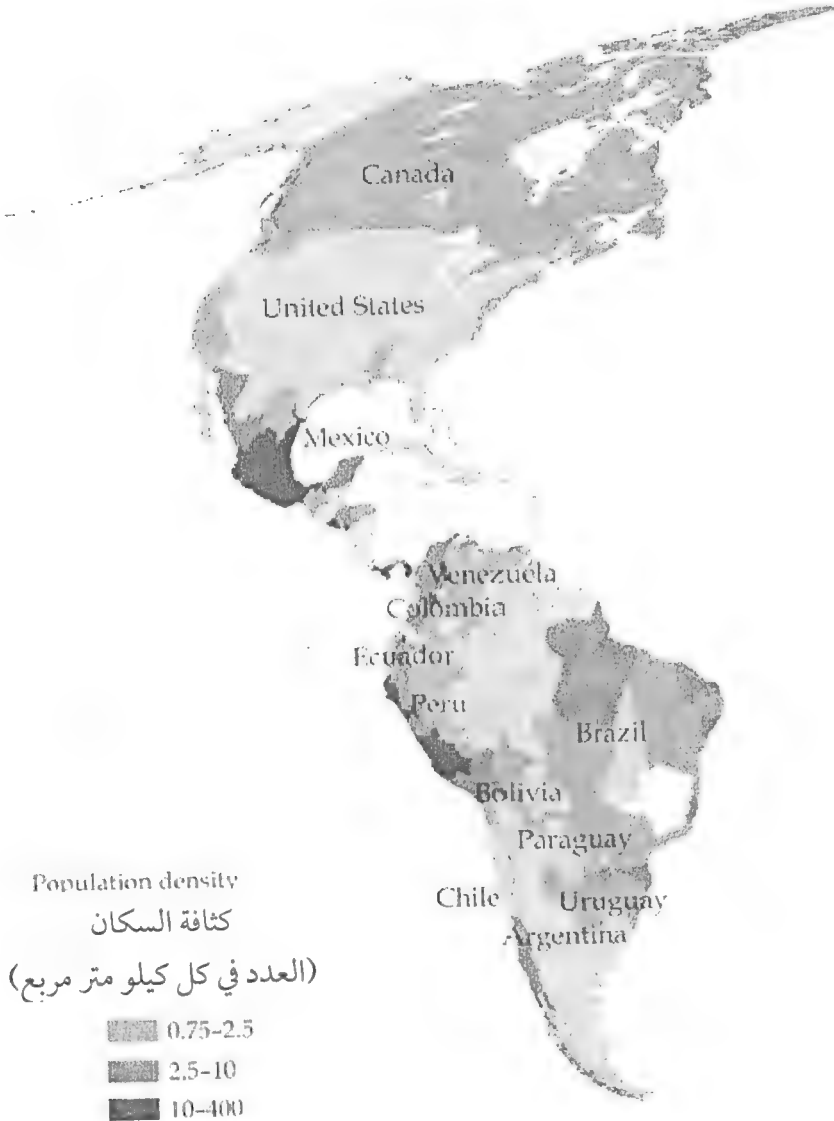 Canada
United States
Mexico
Venezuela
Colombia
Ecuador
Peru
Brazil
Bolivia
Paraguay
Chile
Uruguay
Argentina
Population density
كثافة السكان
(العدد في كل كيلو متر مربع)
0.75–2.5
2.5–10
10–400